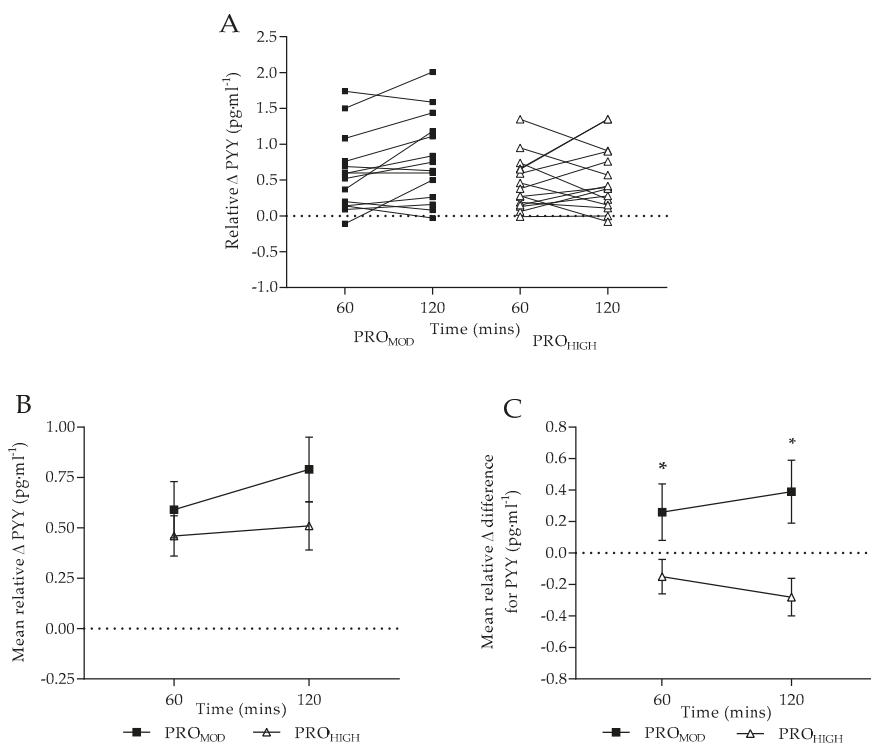 A
Relative Δ PYY (pg·ml-1)
2.5
2.0
1.5
1.0
0.5
0.0
-0.5
-1.0
60 120 60 120
Time (mins)
PROMOD PROHIGH
B
Mean relative Δ PYY (pg·ml-1)
1.00
0.75
0.50
0.25
0.00
-0.25
60 120
Time (mins)
PROMOD PROHIGH
C
Mean relative Δ difference
for PYY (pg·ml-1)
0.8
0.6
0.4
0.2
0.0
-0.2
-0.4
-0.6
-0.8
* *
60 120
Time (mins)
PROMOD PROHIGH